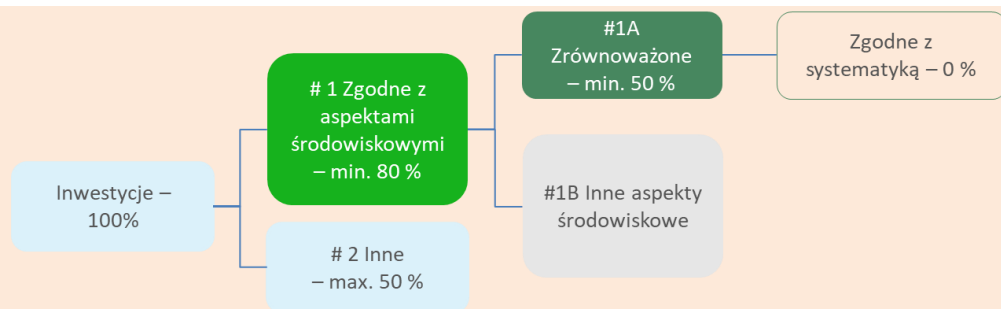 Inwestycje –
100%
# 1 Zgodne z
aspektami
środowiskowymi
– min. 80 %
# 2 Inne
– max. 50 %
#1A
Zrównoważone
– min. 50 %
#1B Inne aspekty
środowiskowe
Zgodne z
systematyką – 0 %